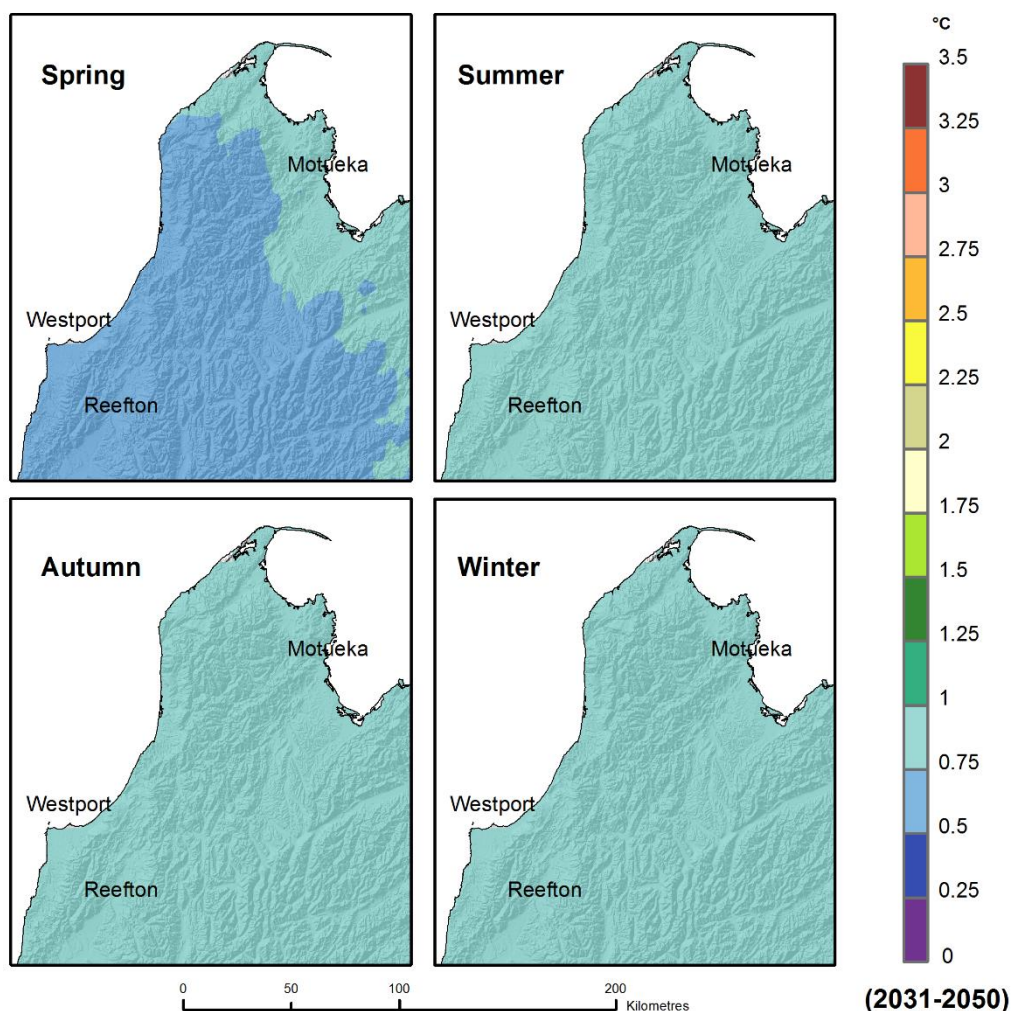 Spring
Motueka
Westport
Reefton
Summer
Motueka
Westport
Reefton
Autumn
Motueka
Westport
Reefton
Winter
Motueka
Westport
Reefton
°C
3.5
3.25
3
2.75
2.5
2.25
2
1.75
1.5
1.25
1
0.75
0.5
0.25
0
(2031-2050)
0 50 100 200
Kilometres